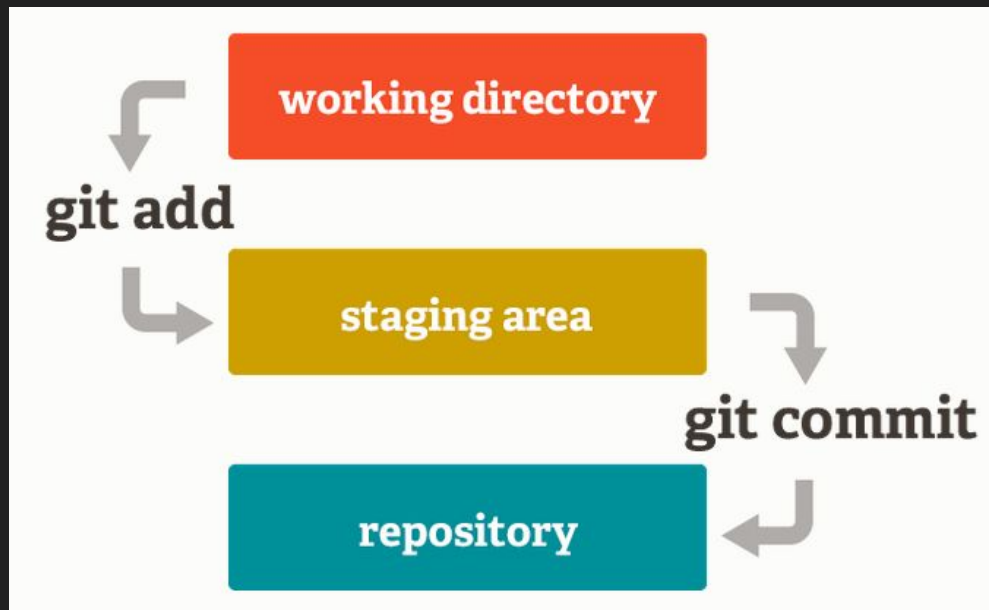 working directory
git add
staging area
git commit
repository